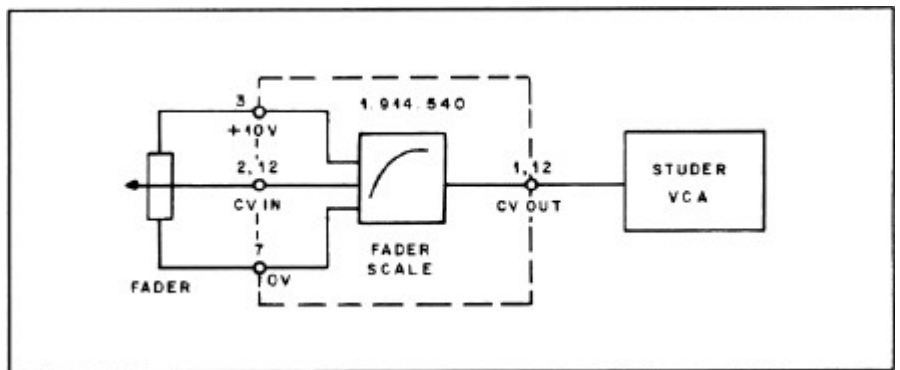 3
1.914.540
+10V
2,12
1,12
STUDER
VCA
CV IN
CV OUT
7
FADER
SCALE
0V
FADER